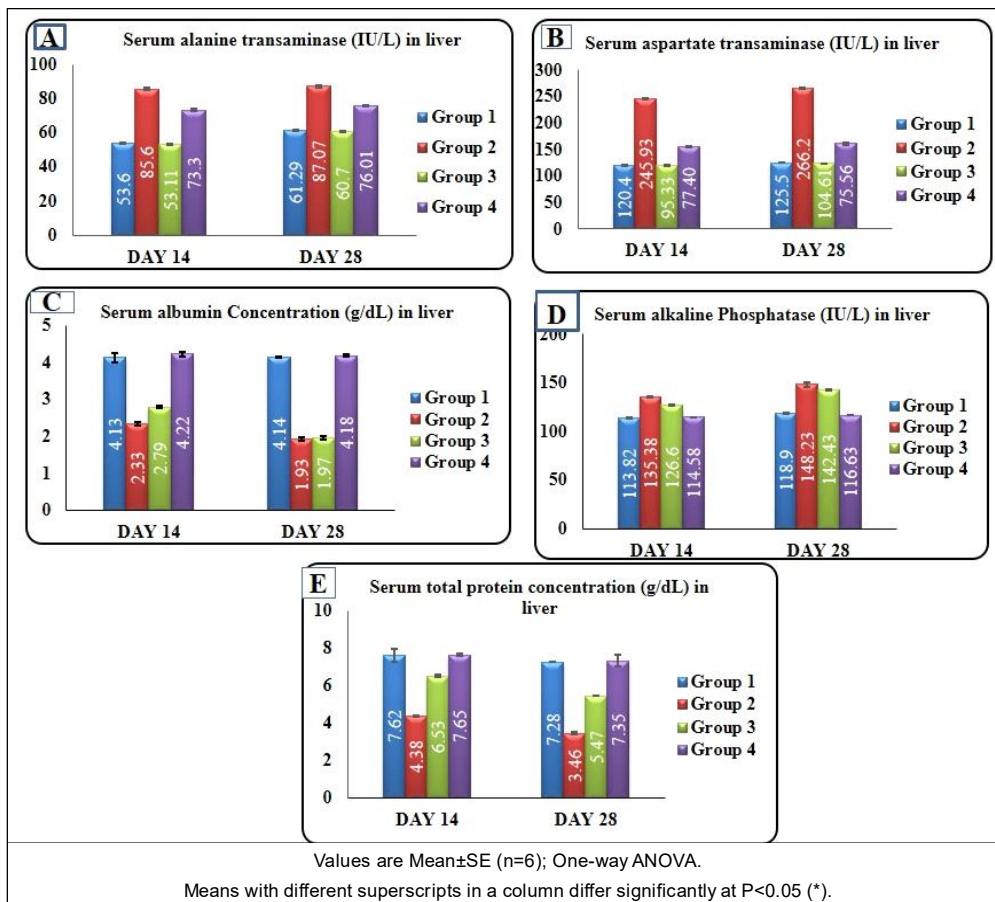 A
Serum alanine transaminase (IU/L) in liver
100
80
60
40
20
0
53.6
85.6
53.11
73.3
61.29
87.07
60.7
76.01
DAY 14
DAY 28
Group 1
Group 2
Group 3
Group 4
B
Serum aspartate transaminase (IU/L) in liver
300
250
200
150
100
50
0
120.4
245.93
95.33
77.40
125.5
266.2
104.61
75.56
DAY 14
DAY 28
Group 1
Group 2
Group 3
Group 4
C
Serum albumin Concentration (g/dL) in liver
5
4
3
2
1
0
4.13
2.33
2.79
4.22
4.14
1.93
1.97
4.18
DAY 14
DAY 28
Group 1
Group 2
Group 3
Group 4
D
Serum alkaline Phosphatase (IU/L) in liver
200
150
100
50
0
113.82
135.38
126.6
114.58
118.9
148.23
142.43
116.63
DAY 14
DAY 28
Group 1
Group 2
Group 3
Group 4
E
Serum total protein concentration (g/dL) in
liver
10
8
6
4
2
0
7.62
4.38
6.53
7.65
7.28
3.46
5.47
7.35
DAY 14
DAY 28
Group 1
Group 2
Group 3
Group 4
Values are Mean±SE (n=6); One-way ANOVA.
Means with different superscripts in a column differ significantly at P<0.05 (*).